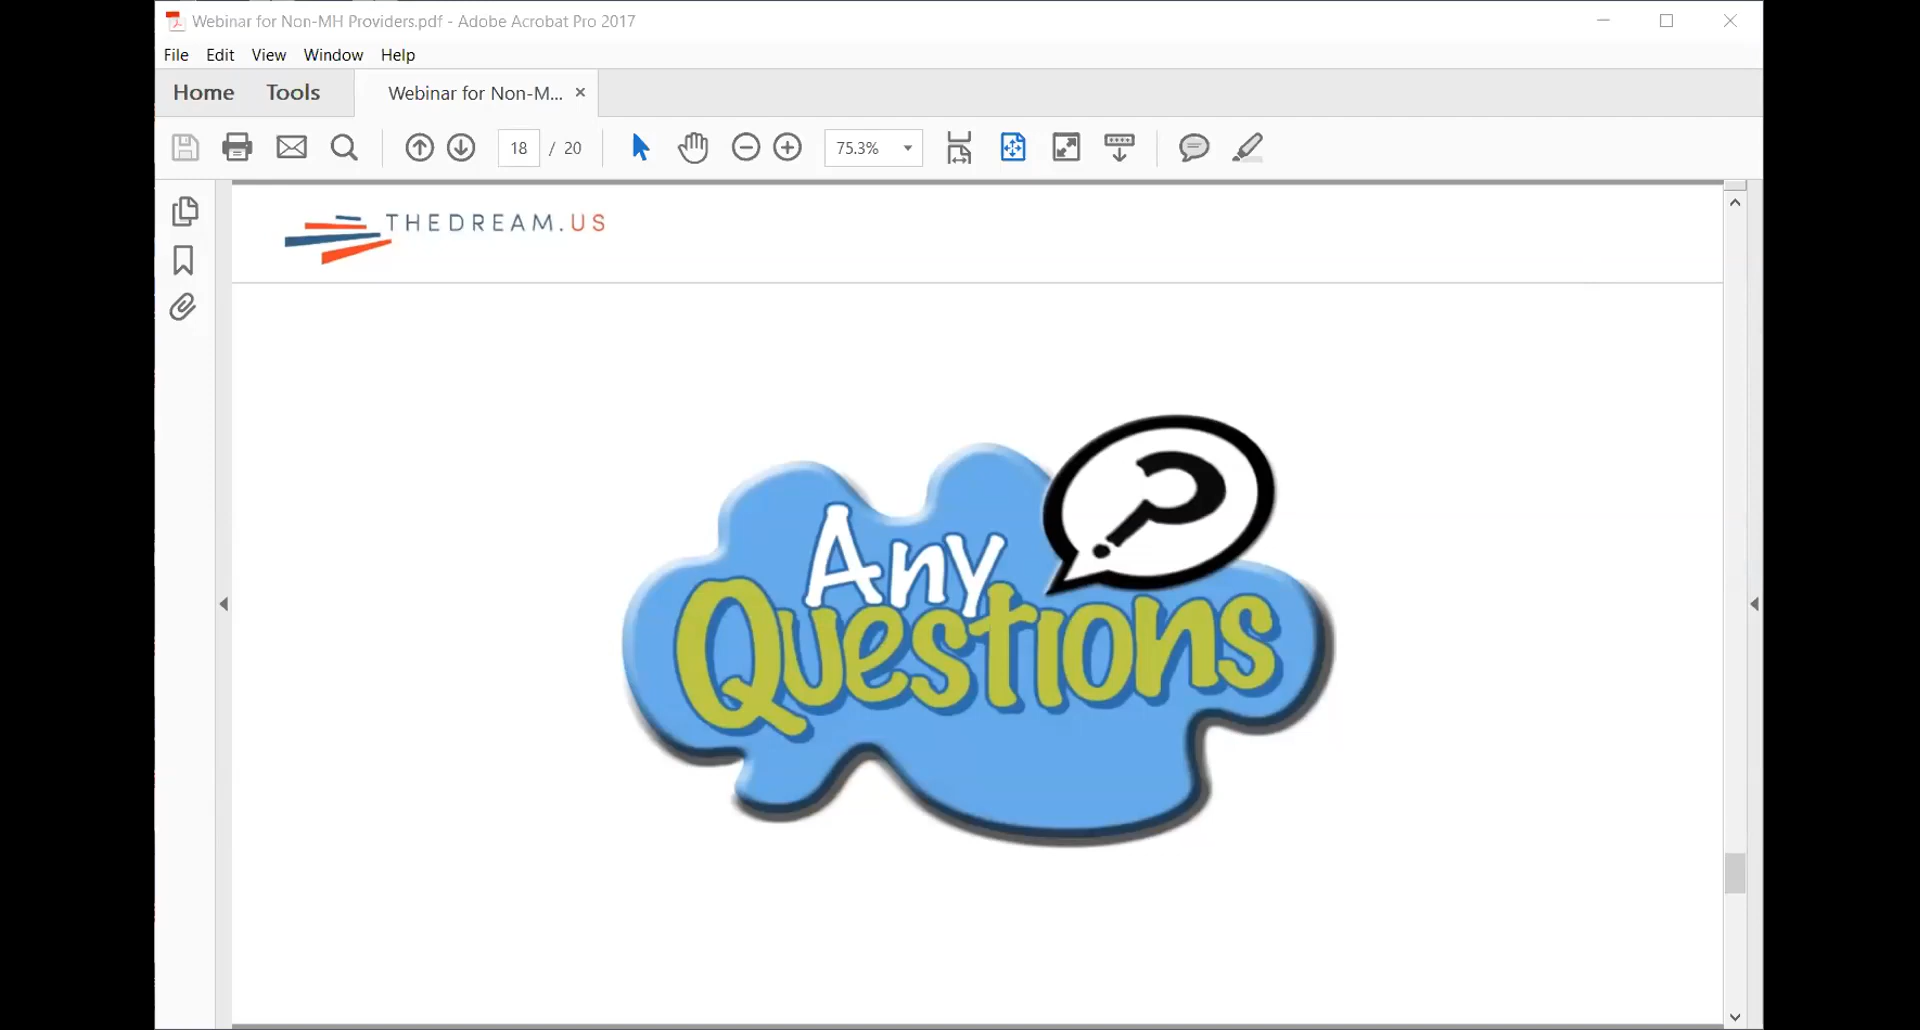 Webinar for Non-MH Providers.pdf - Adobe Acrobat Pro 2017
File Edit View Window Help
Home Tools Webinar for Non-M... ×
18 / 20 75.3%
THEDREAM.US
?
Any
Questions